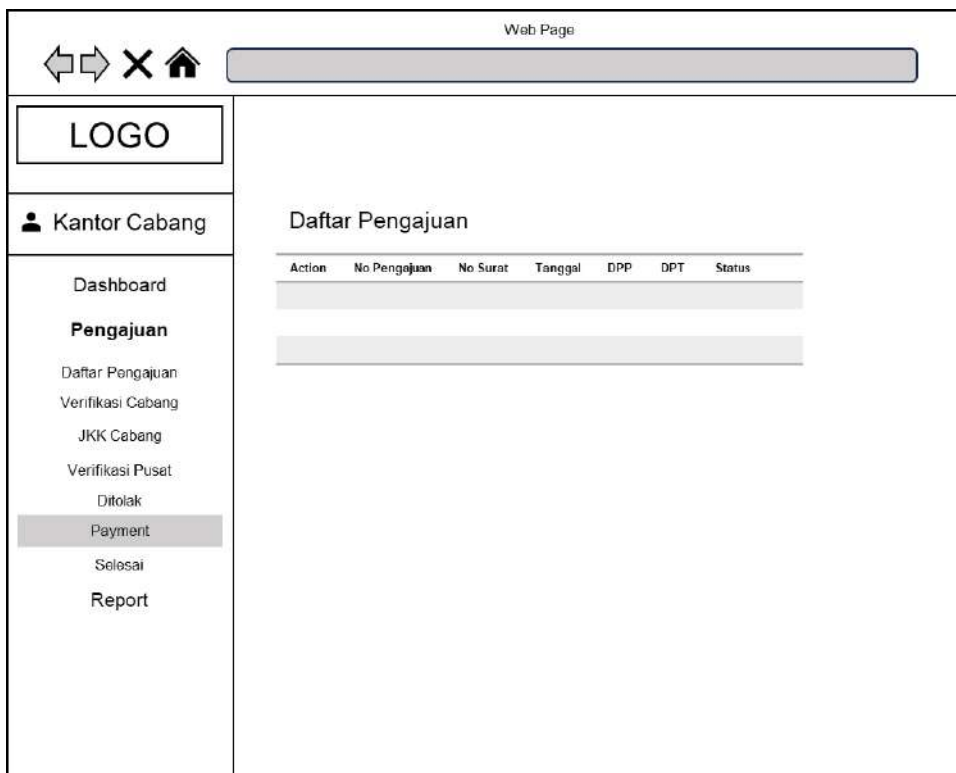 Web Page
LOGO
Kantor Cabang
Dashboard
Pengajuan
Daftar Pengajuan
Verifikasi Cabang
JKK Cabang
Verifikasi Pusat
Ditolak
Payment
Selesai
Report
Daftar Pengajuan
Action No Pengajuan No Surat Tanggal DPP DPT Status